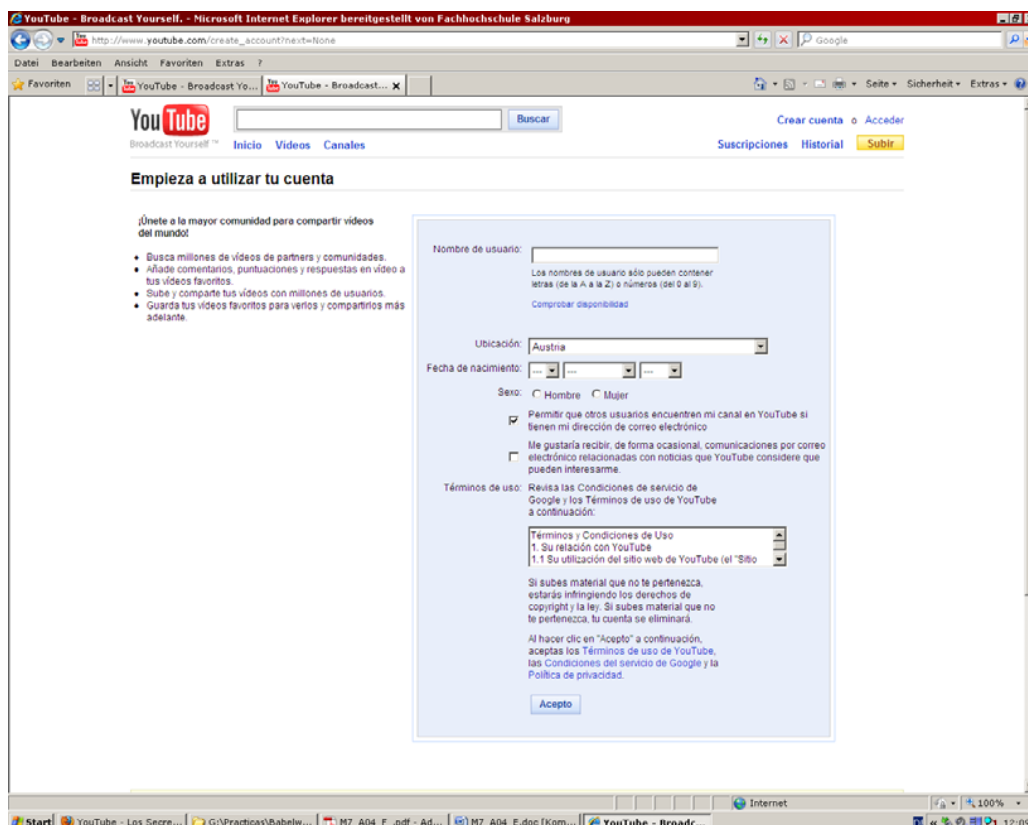 YouTube - Broadcast Yourself. - Microsoft Internet Explorer bereitgestellt von Fachhochschule Salzburg
http://www.youtube.com/create_account?next=None
Google
Datei Bearbeiten Ansicht Favoriten Extras ?
Favoriten YouTube - Broadcast Yo... YouTube - Broadcast... X Seite Sicherheit Extras
YouTube
Broadcast Yourself ™
Buscar
Crear cuenta o Acceder
Inicio Videos Canales
Suscripciones Historial Subir
Empieza a utilizar tu cuenta
¡Únete a la mayor comunidad para compartir vídeos
del mundo!
Busca millones de vídeos de partners y comunidades.
Añade comentarios, puntuaciones y respuestas en vídeo a
tus vídeos favoritos.
Sube y comparte tus vídeos con millones de usuarios.
Guarda tus vídeos favoritos para verlos y compartirlos más
adelante.
Nombre de usuario:
Los nombres de usuario sólo pueden contener
letras (de la A a la Z) o números (del 0 al 9).
Comprobar disponibilidad
Ubicación: Austria
Fecha de nacimiento: --- --- ---
Sexo: Hombre Mujer
Permitir que otros usuarios encuentren mi canal en YouTube si
tienen mi dirección de correo electrónico
Me gustaría recibir, de forma ocasional, comunicaciones por correo
electrónico relacionadas con noticias que YouTube considere que
pueden interesarme.
Términos de uso: Revisa las Condiciones de servicio de
Google y los Términos de uso de YouTube
a continuación:
Términos y Condiciones de Uso
1. Su relación con YouTube
1.1 Su utilización del sitio web de YouTube (el "Sitio
Si subes material que no te pertenezca,
estarás infringiendo los derechos de
copyright y la ley. Si subes material que no
te pertenezca, tu cuenta se eliminará.
Al hacer clic en "Acepto" a continuación,
aceptas los Términos de uso de YouTube,
las Condiciones del servicio de Google y la
Política de privacidad.
Acepto
Internet 100%
Start YouTube - Los Secre... G:\Practicas\Babelw... M7_A04_E_.pdf - Ad... M7_A04_E.doc [Kom... YouTube - Broadc... 12:09